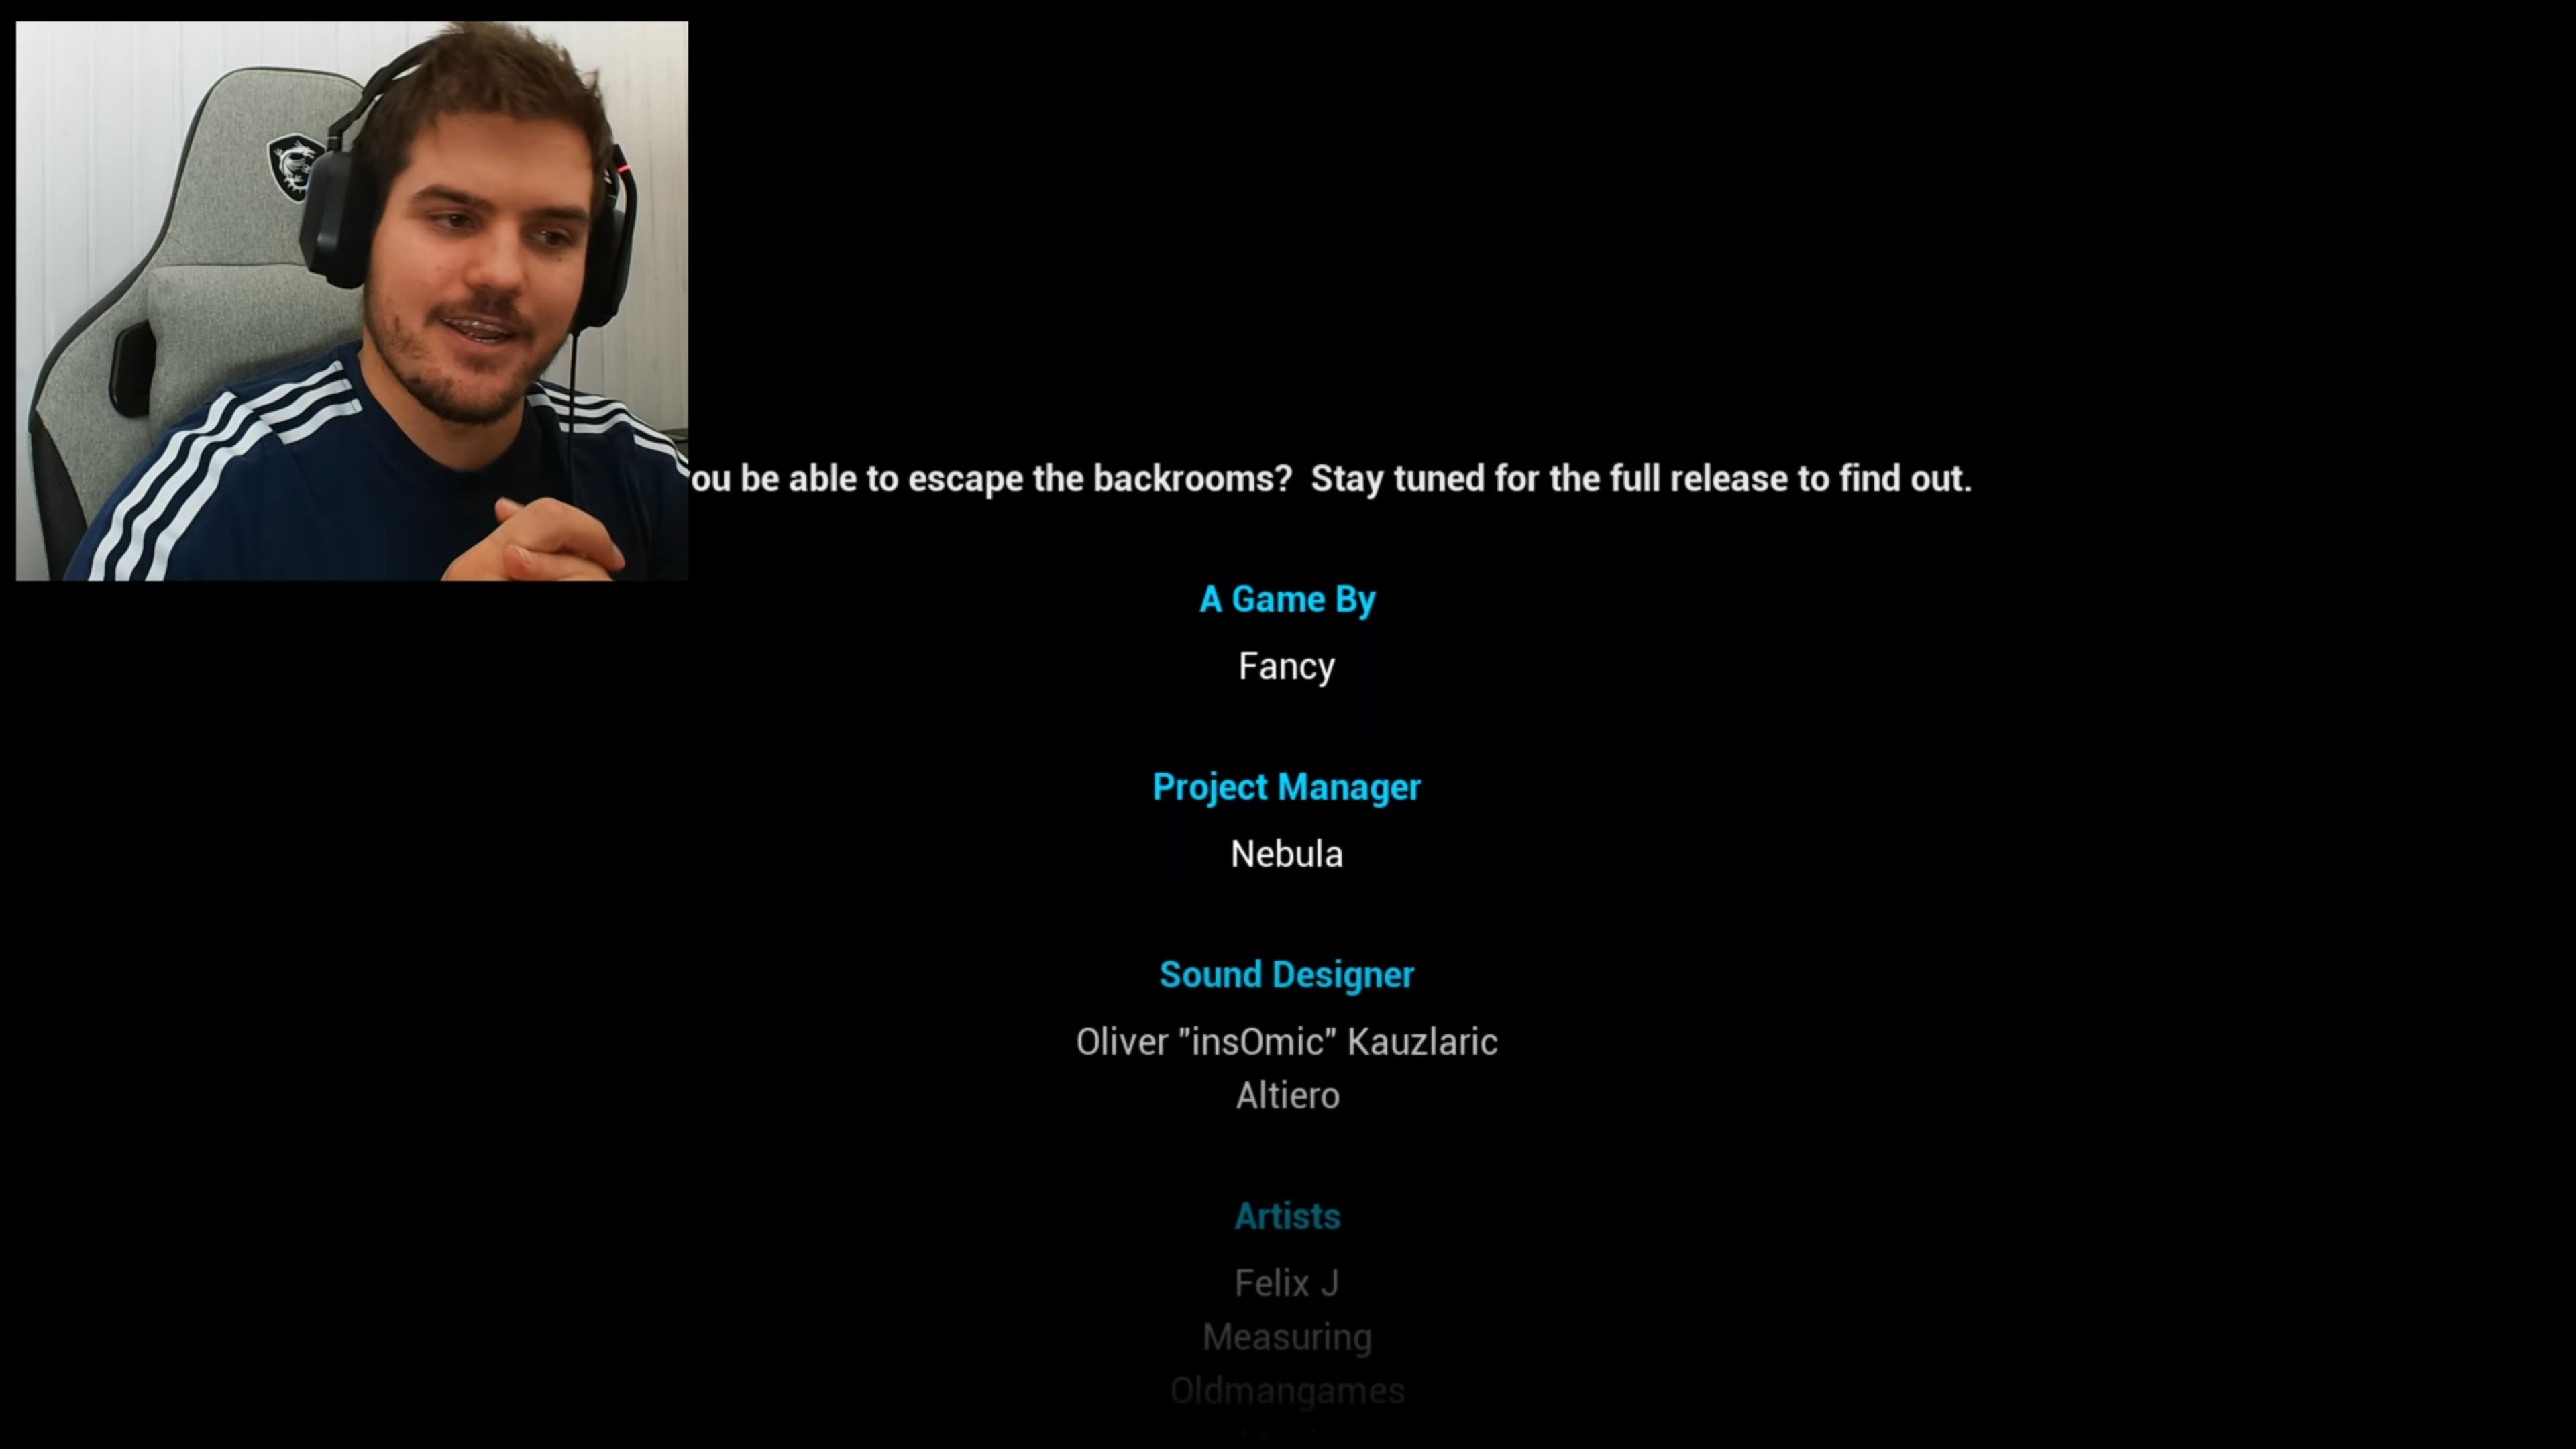 ou be able to escape the backrooms?  Stay tuned for the full release to find out.
A Game By
Fancy
Project Manager
Nebula
Sound Designer
Oliver "insOmic" Kauzlaric
Altiero
Artists
Felix J
Measuring
Oldmangames